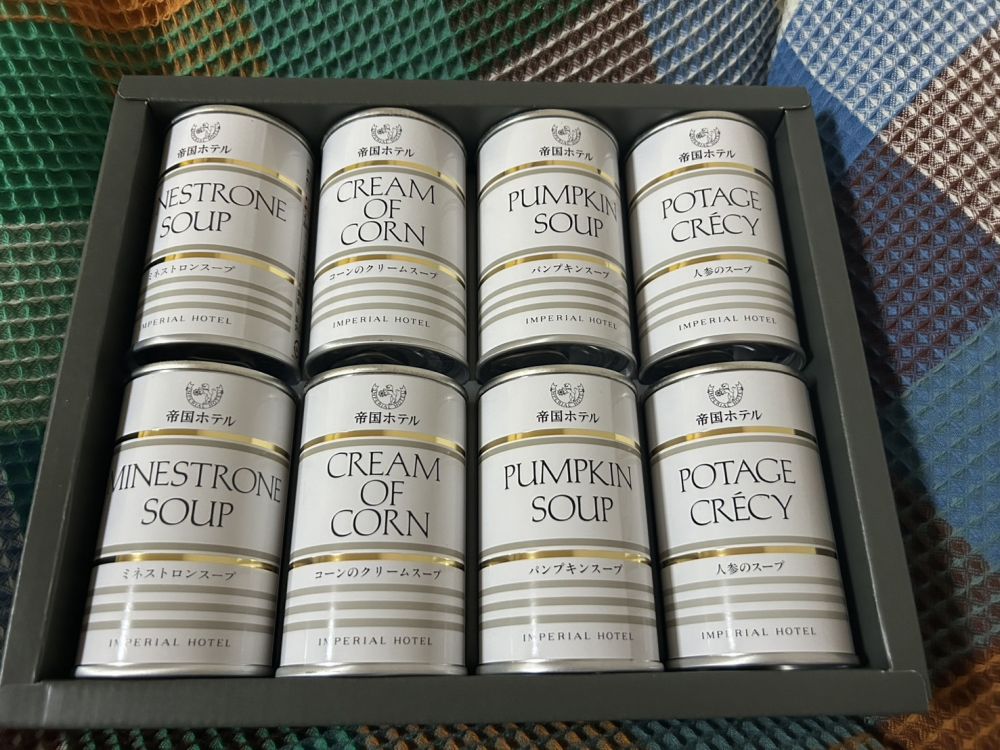 帝国ホテル
NESTRONE
SOUP
ミネストロンスープ
IMPERIAL HOTEL
帝国ホテル
CREAM
OF
CORN
コーンのクリームスープ
IMPERIAL HOTEL
帝国ホテル
PUMPKIN
SOUP
パンプキンスープ
IMPERIAL HOTEL
帝国ホテル
POTAGE
CRÉCY
人参のスープ
IMPERIAL HOTEL
帝国ホテル
MINESTRONE
SOUP
ミネストロンスープ
IMPERIAL HOTEL
帝国ホテル
CREAM
OF
CORN
コーンのクリームスープ
IMPERIAL HOTEL
帝国ホテル
PUMPKIN
SOUP
パンプキンスープ
IMPERIAL HOTEL
帝国ホテル
POTAGE
CRÉCY
人参のスープ
IMPERIAL HOTEL